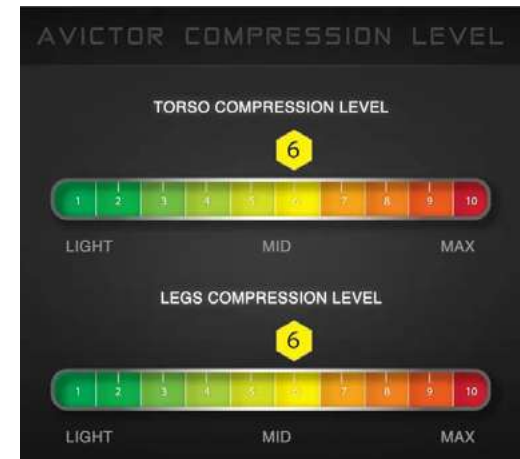 AVICTOR COMPRESSION LEVEL
TORSO COMPRESSION LEVEL
6
1 2 3 4 5 6 7 8 9 10
LIGHT MID MAX
LEGS COMPRESSION LEVEL
6
1 2 3 4 5 6 7 8 9 10
LIGHT MID MAX